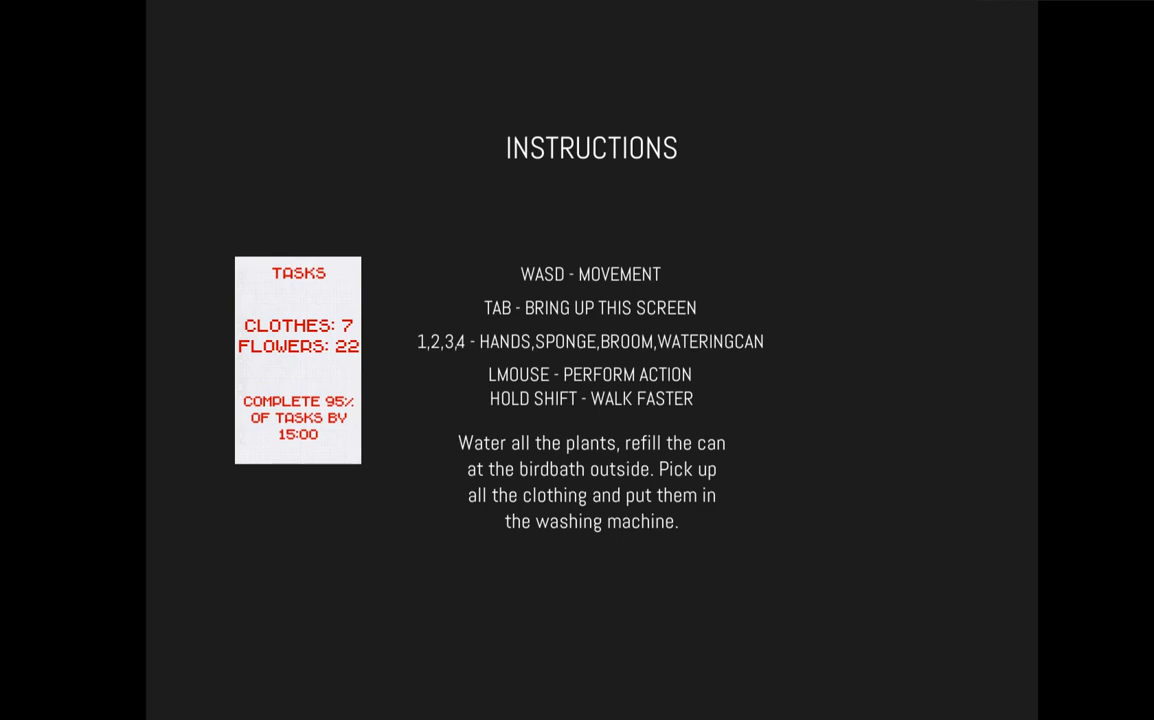 INSTRUCTIONS
TASKS
CLOTHES: 7
FLOWERS: 22
COMPLETE 95%
OF TASKS BY
15:00
WASD - MOVEMENT
TAB - BRING UP THIS SCREEN
1,2,3,4 - HANDS,SPONGE,BROOM,WATERINGCAN
LMOUSE - PERFORM ACTION
HOLD SHIFT - WALK FASTER
Water all the plants, refill the can
at the birdbath outside. Pick up
all the clothing and put them in
the washing machine.